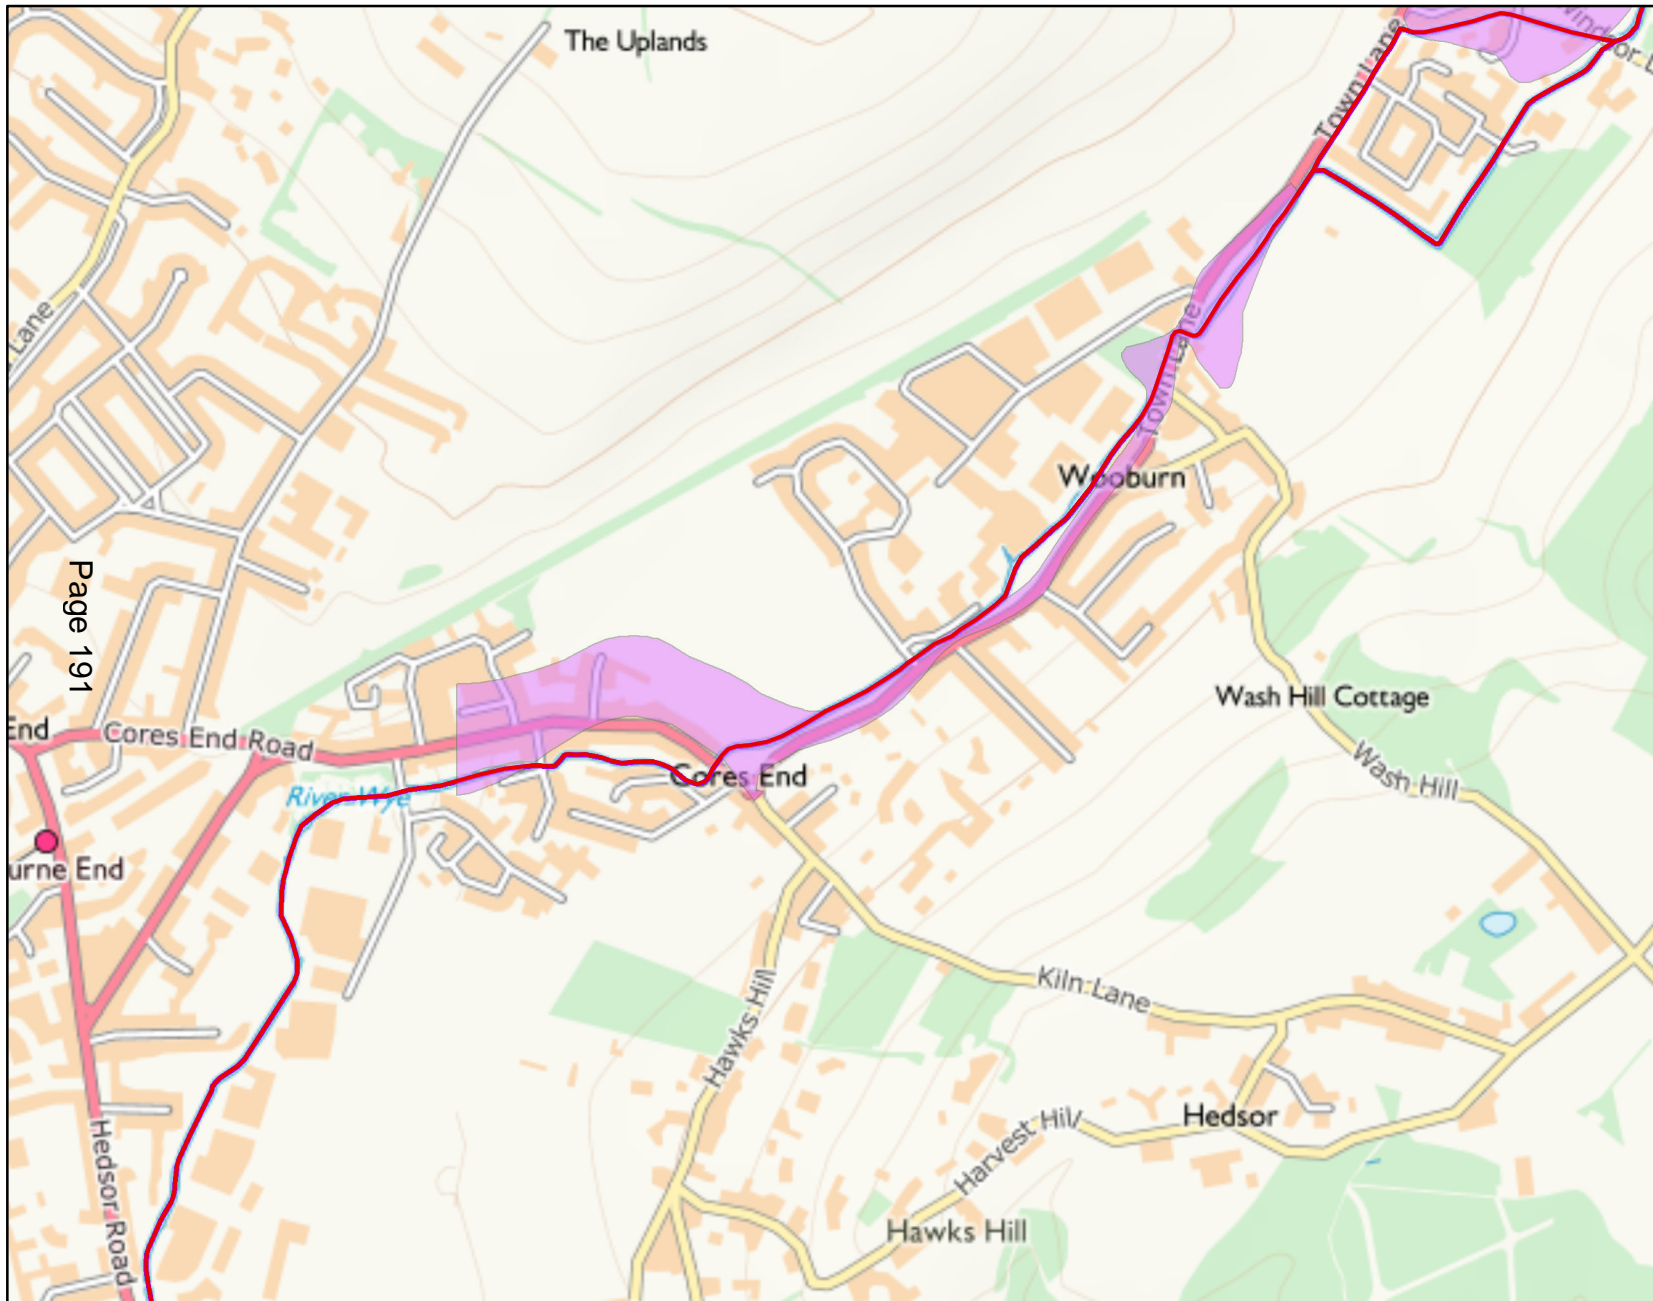 The Uplands
Windsor L
Town Lane
Lane
Town Lane
Wooburn
Page 191
Wash Hill Cottage
End
Cores End Road
Wash Hill
Cores End
River Wye
urne End
Kiln Lane
Hawks Hill
Hedsor
Harvest Hill
Hedsor Road
Hawks Hill